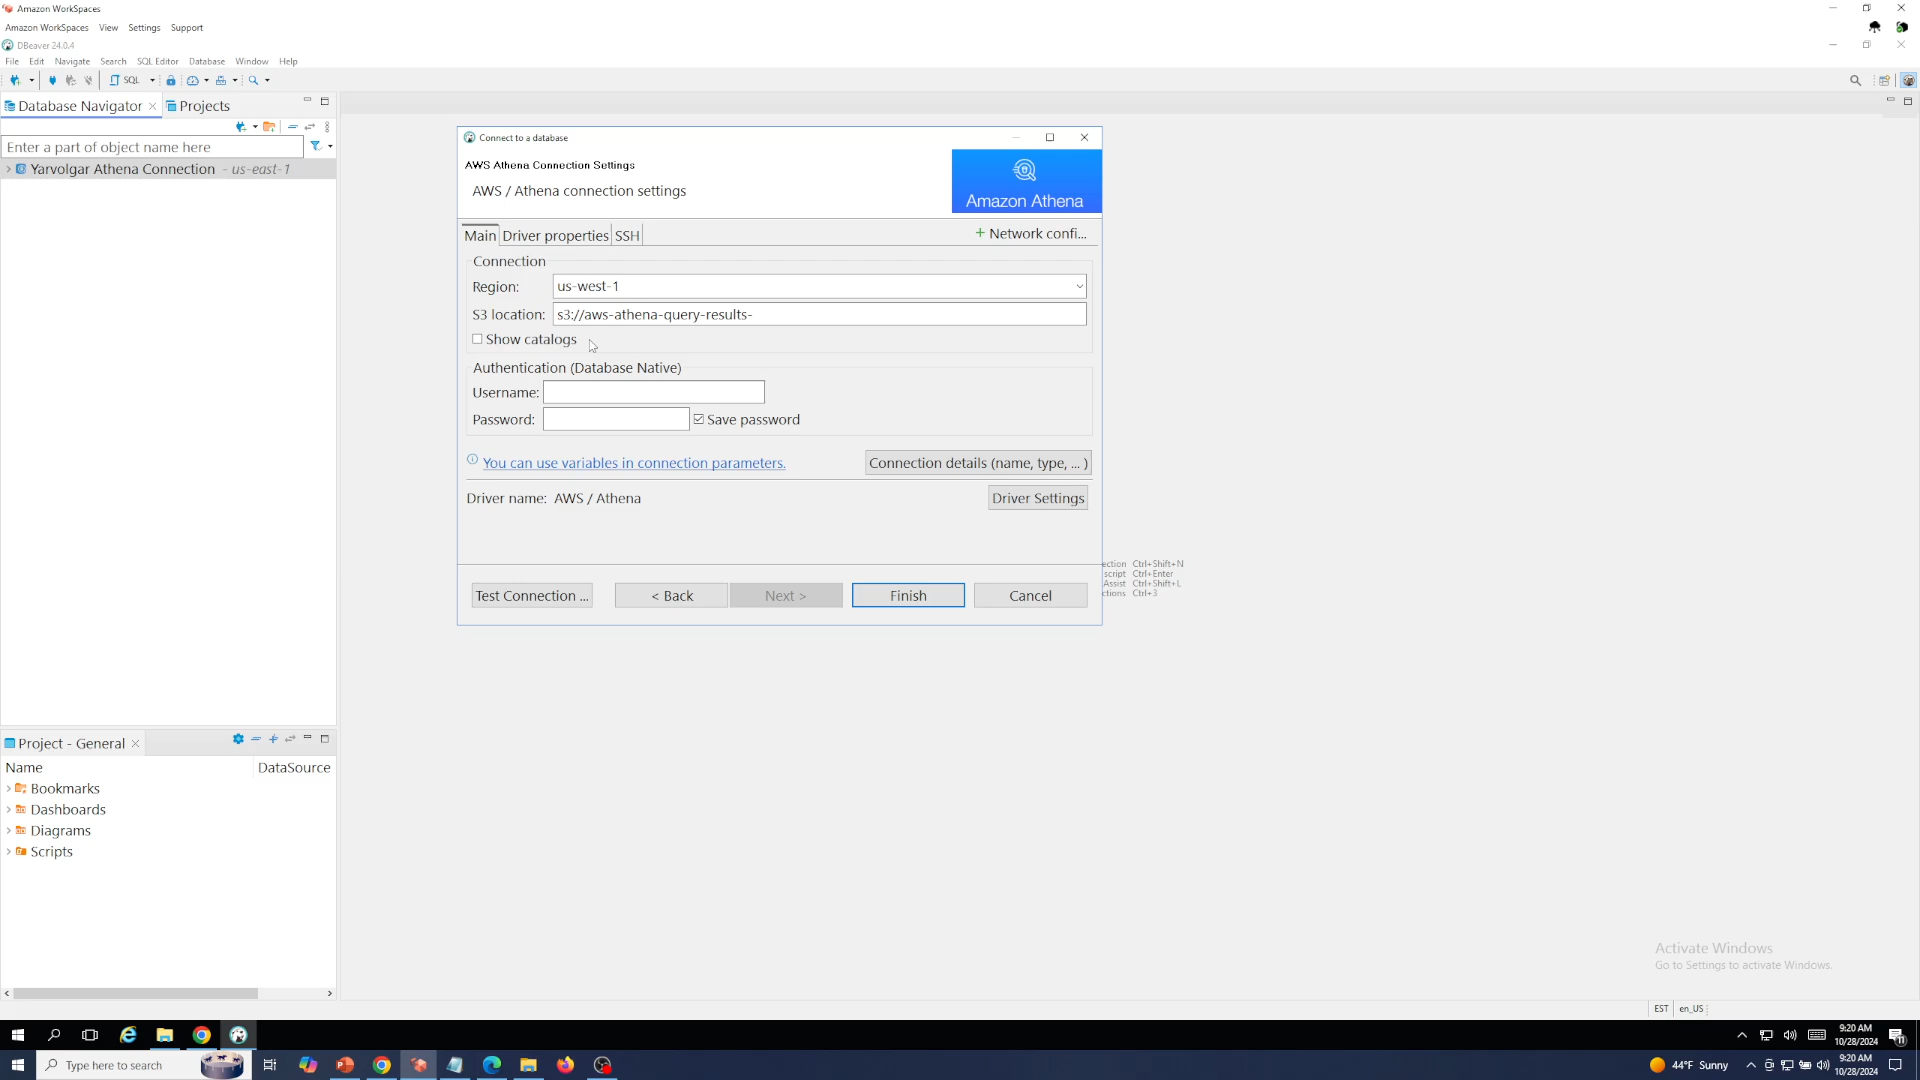 Amazon WorkSpaces
Amazon WorkSpaces View Settings Support
DBeaver 24.0.4
File Edit Navigate Search SQL Editor Database Window Help
SQL
Database Navigator Projects
Enter a part of object name here
Yarvolgar Athena Connection - us-east-1
Connect to a database
AWS Athena Connection Settings
AWS / Athena connection settings
Amazon Athena
Main Driver properties SSH
+ Network confi...
Connection
Region: us-west-1
S3 location: s3://aws-athena-query-results-
Show catalogs
Authentication (Database Native)
Username:
Password: Save password
You can use variables in connection parameters.
Connection details (name, type, ... )
Driver name: AWS / Athena
Driver Settings
Test Connection ... < Back Next > Finish Cancel
ection Ctrl+Shift+N
script Ctrl+Enter
Assist Ctrl+Shift+L
ctions Ctrl+3
Project - General
Name DataSource
Bookmarks
Dashboards
Diagrams
Scripts
Activate Windows
Go to Settings to activate Windows.
EST en_US
9:20 AM
10/28/2024
11
Type here to search
44°F Sunny
9:20 AM
10/28/2024